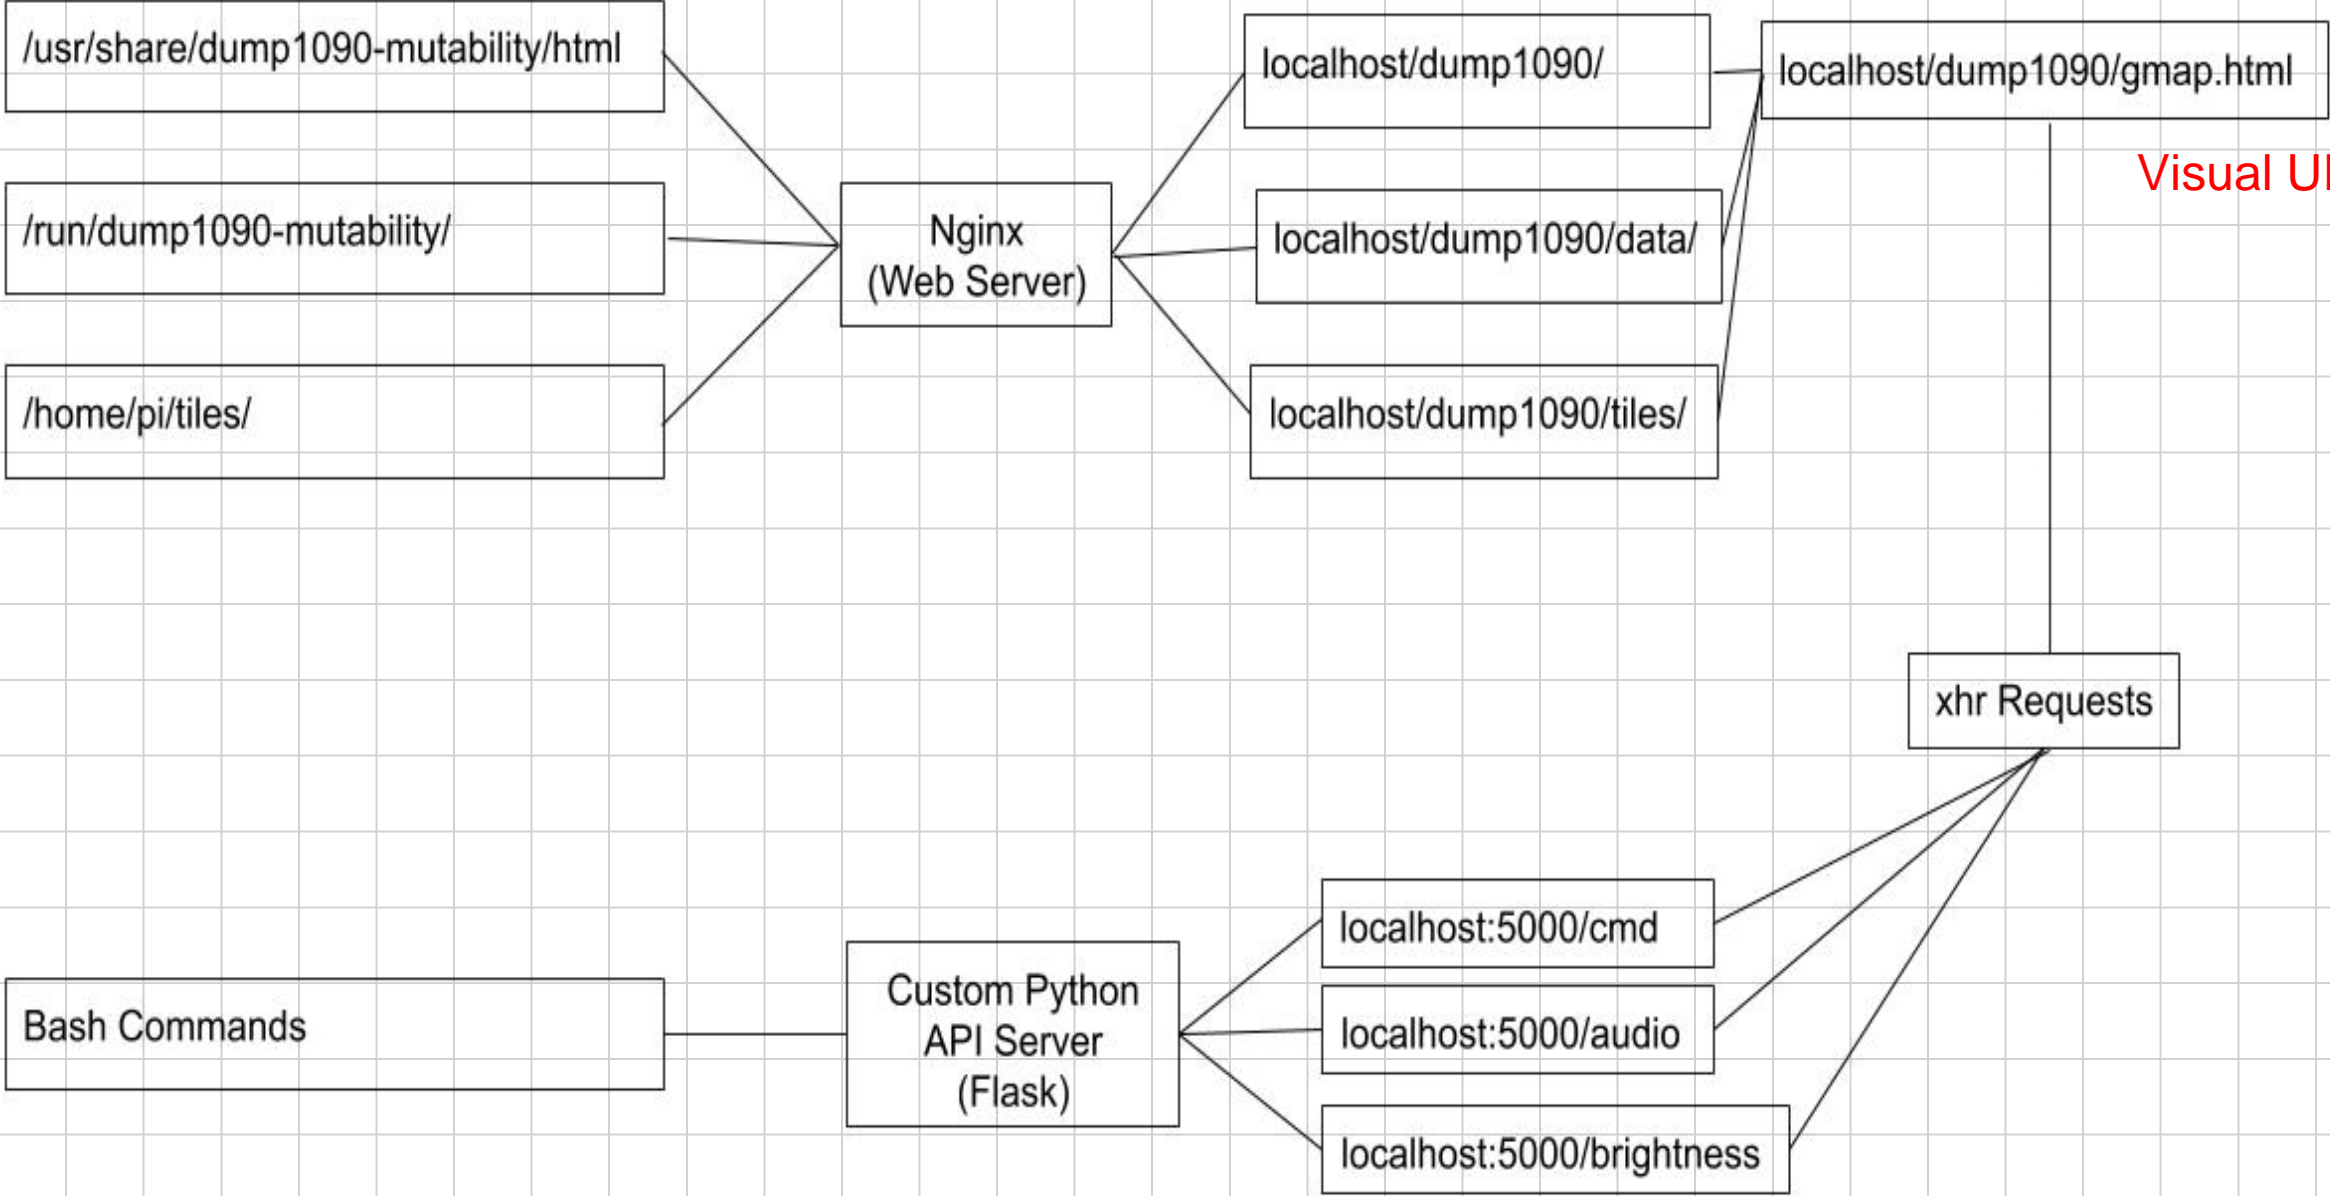 /usr/share/dump1090-mutability/html
localhost/dump1090/
localhost/dump1090/gmap.html
Visual UI
/run/dump1090-mutability/
Nginx
(Web Server)
localhost/dump1090/data/
/home/pi/tiles/
localhost/dump1090/tiles/
xhr Requests
Bash Commands
Custom Python
API Server
(Flask)
localhost:5000/cmd
localhost:5000/audio
localhost:5000/brightness